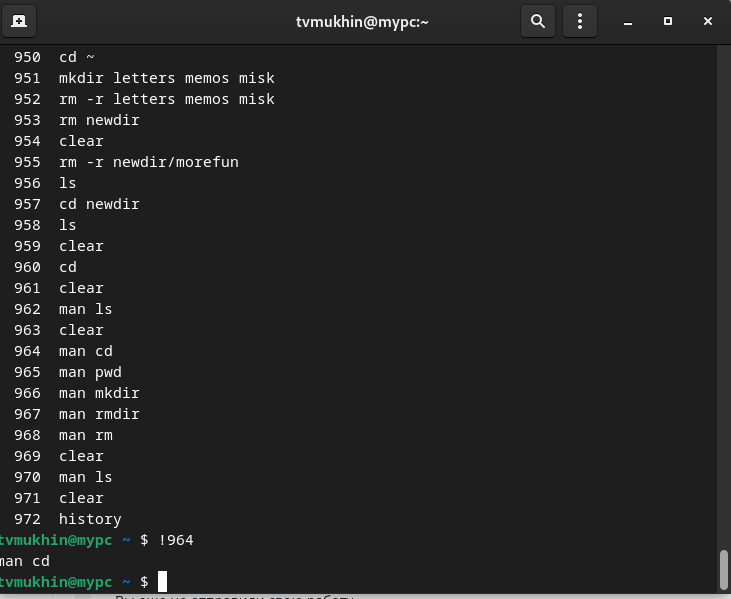 tvmukhin@mypc:~
950 cd ~
951 mkdir letters memos misk
952 rm -r letters memos misk
953 rm newdir
954 clear
955 rm -r newdir/morefun
956 ls
957 cd newdir
958 ls
959 clear
960 cd
961 clear
962 man ls
963 clear
964 man cd
965 man pwd
966 man mkdir
967 man rmdir
968 man rm
969 clear
970 man ls
971 clear
972 history
tvmukhin@mypc ~ $ !964
man cd
tvmukhin@mypc ~ $